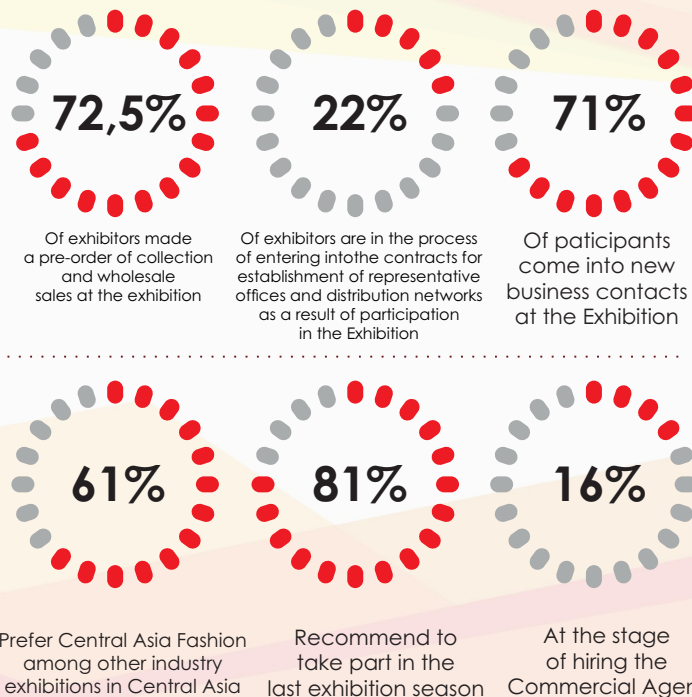 72,5%
Of exhibitors made
a pre-order of collection
and wholesale
sales at the exhibition
22%
Of exhibitors are in the process
of entering intothe contracts for
establishment of representative
offices and distribution networks
as a result of participation
in the Exhibition
71%
Of paticipants
come into new
business contacts
at the Exhibition
61%
Prefer Central Asia Fashion
among other industry
exhibitions in Central Asia
81%
Recommend to
take part in the
last exhibition season
16%
At the stage
of hiring the
Commercial Agen